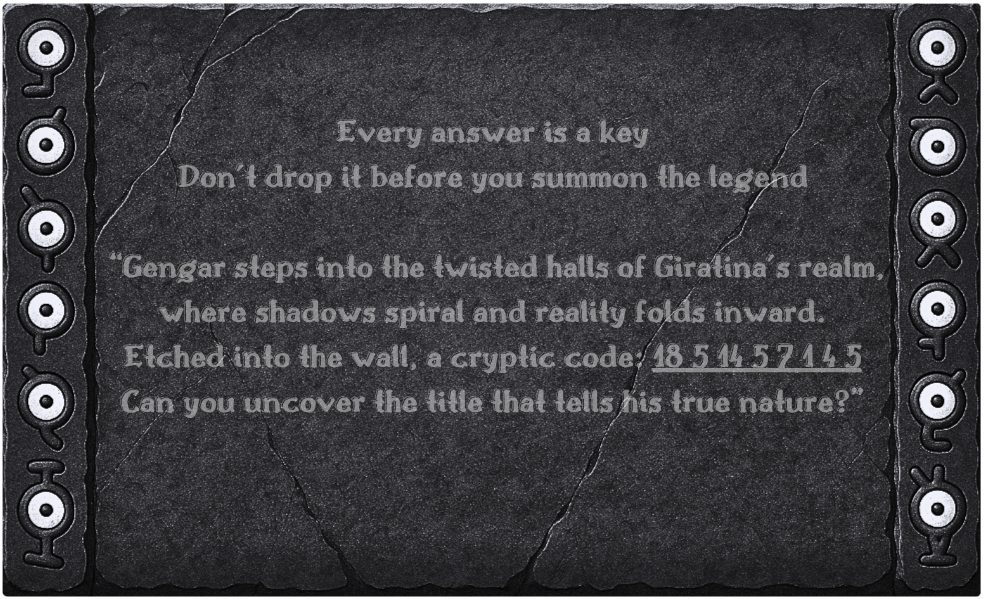 Every answer is a key
Don't drop it before you summon the legend
“Gengar steps into the twisted halls of Giratina's realm,
where shadows spiral and reality folds inward.
Etched into the wall, a cryptic code: 18 5 14 5 7 1 4 5
Can you uncover the title that tells his true nature?”